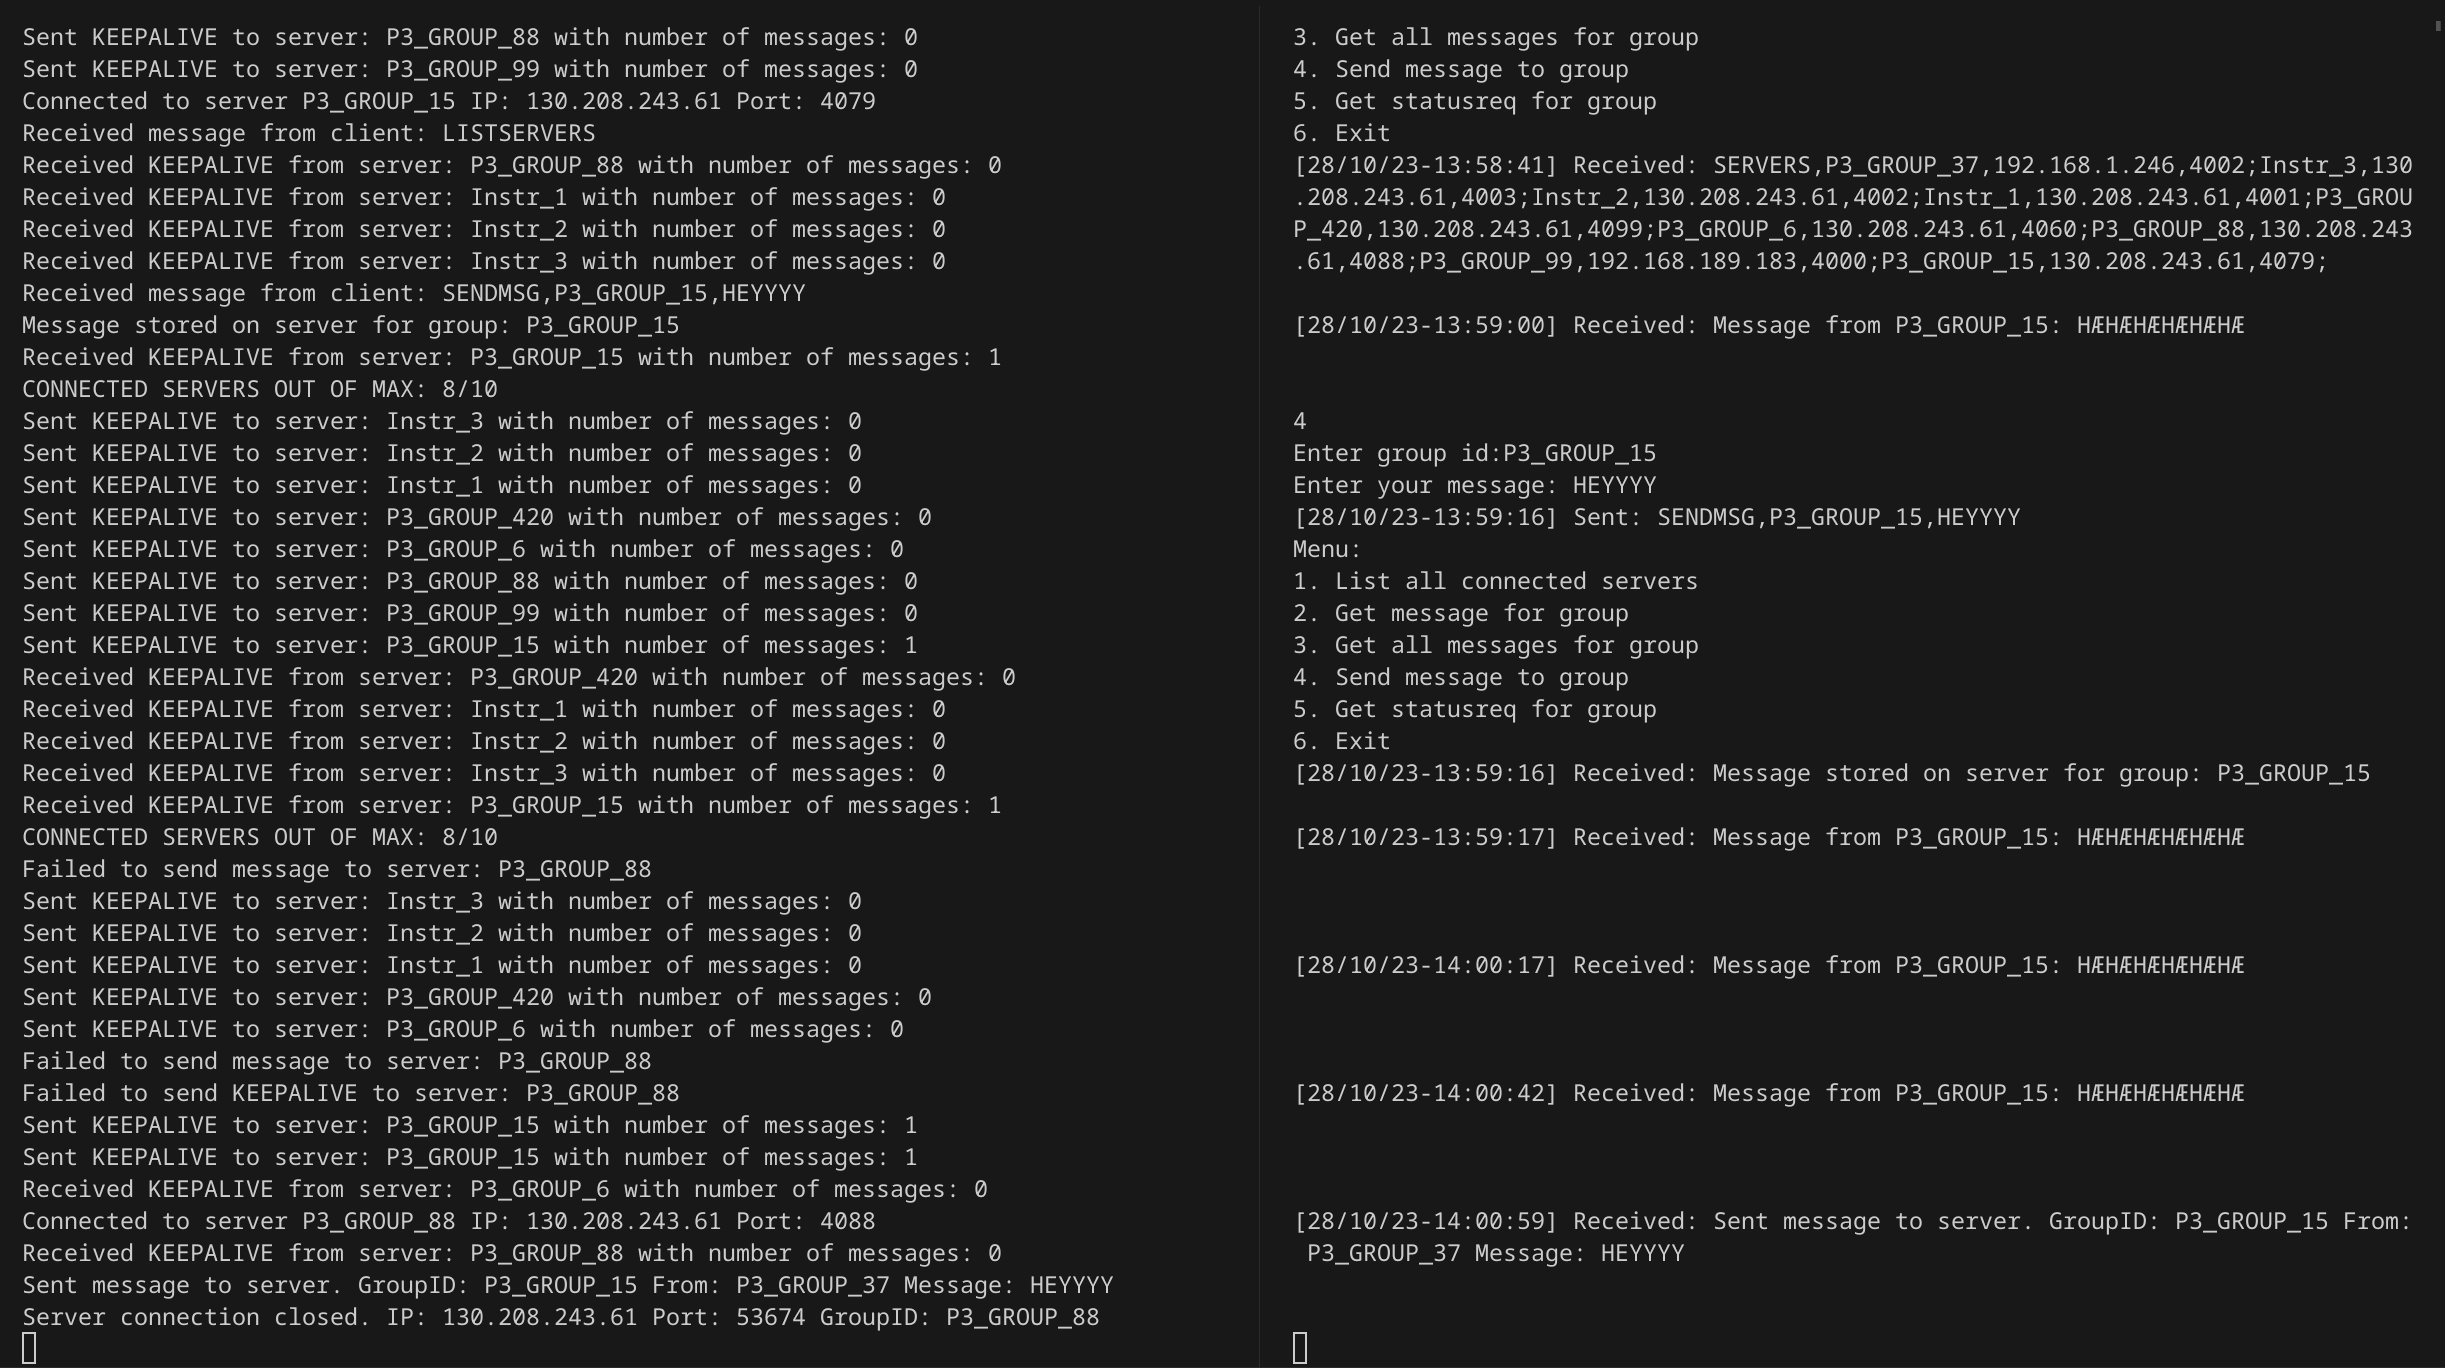 Sent KEEPALIVE to server: P3_GROUP_88 with number of messages: 0
Sent KEEPALIVE to server: P3_GROUP_99 with number of messages: 0
Connected to server P3_GROUP_15 IP: 130.208.243.61 Port: 4079
Received message from client: LISTSERVERS
Received KEEPALIVE from server: P3_GROUP_88 with number of messages: 0
Received KEEPALIVE from server: Instr_1 with number of messages: 0
Received KEEPALIVE from server: Instr_2 with number of messages: 0
Received KEEPALIVE from server: Instr_3 with number of messages: 0
Received message from client: SENDMSG,P3_GROUP_15,HEYYYY
Message stored on server for group: P3_GROUP_15
Received KEEPALIVE from server: P3_GROUP_15 with number of messages: 1
CONNECTED SERVERS OUT OF MAX: 8/10
Sent KEEPALIVE to server: Instr_3 with number of messages: 0
Sent KEEPALIVE to server: Instr_2 with number of messages: 0
Sent KEEPALIVE to server: Instr_1 with number of messages: 0
Sent KEEPALIVE to server: P3_GROUP_420 with number of messages: 0
Sent KEEPALIVE to server: P3_GROUP_6 with number of messages: 0
Sent KEEPALIVE to server: P3_GROUP_88 with number of messages: 0
Sent KEEPALIVE to server: P3_GROUP_99 with number of messages: 0
Sent KEEPALIVE to server: P3_GROUP_15 with number of messages: 1
Received KEEPALIVE from server: P3_GROUP_420 with number of messages: 0
Received KEEPALIVE from server: Instr_1 with number of messages: 0
Received KEEPALIVE from server: Instr_2 with number of messages: 0
Received KEEPALIVE from server: Instr_3 with number of messages: 0
Received KEEPALIVE from server: P3_GROUP_15 with number of messages: 1
CONNECTED SERVERS OUT OF MAX: 8/10
Failed to send message to server: P3_GROUP_88
Sent KEEPALIVE to server: Instr_3 with number of messages: 0
Sent KEEPALIVE to server: Instr_2 with number of messages: 0
Sent KEEPALIVE to server: Instr_1 with number of messages: 0
Sent KEEPALIVE to server: P3_GROUP_420 with number of messages: 0
Sent KEEPALIVE to server: P3_GROUP_6 with number of messages: 0
Failed to send message to server: P3_GROUP_88
Failed to send KEEPALIVE to server: P3_GROUP_88
Sent KEEPALIVE to server: P3_GROUP_15 with number of messages: 1
Sent KEEPALIVE to server: P3_GROUP_15 with number of messages: 1
Received KEEPALIVE from server: P3_GROUP_6 with number of messages: 0
Connected to server P3_GROUP_88 IP: 130.208.243.61 Port: 4088
Received KEEPALIVE from server: P3_GROUP_88 with number of messages: 0
Sent message to server. GroupID: P3_GROUP_15 From: P3_GROUP_37 Message: HEYYYY
Server connection closed. IP: 130.208.243.61 Port: 53674 GroupID: P3_GROUP_88
3. Get all messages for group
4. Send message to group
5. Get statusreq for group
6. Exit
[28/10/23-13:58:41] Received: SERVERS,P3_GROUP_37,192.168.1.246,4002;Instr_3,130
.208.243.61,4003;Instr_2,130.208.243.61,4002;Instr_1,130.208.243.61,4001;P3_GROU
P_420,130.208.243.61,4099;P3_GROUP_6,130.208.243.61,4060;P3_GROUP_88,130.208.243
.61,4088;P3_GROUP_99,192.168.189.183,4000;P3_GROUP_15,130.208.243.61,4079;
[28/10/23-13:59:00] Received: Message from P3_GROUP_15: HÆHÆHÆHÆHÆHÆ
4
Enter group id:P3_GROUP_15
Enter your message: HEYYYY
[28/10/23-13:59:16] Sent: SENDMSG,P3_GROUP_15,HEYYYY
Menu:
1. List all connected servers
2. Get message for group
3. Get all messages for group
4. Send message to group
5. Get statusreq for group
6. Exit
[28/10/23-13:59:16] Received: Message stored on server for group: P3_GROUP_15
[28/10/23-13:59:17] Received: Message from P3_GROUP_15: HÆHÆHÆHÆHÆHÆ
[28/10/23-14:00:17] Received: Message from P3_GROUP_15: HÆHÆHÆHÆHÆHÆ
[28/10/23-14:00:42] Received: Message from P3_GROUP_15: HÆHÆHÆHÆHÆHÆ
[28/10/23-14:00:59] Received: Sent message to server. GroupID: P3_GROUP_15 From:
P3_GROUP_37 Message: HEYYYY